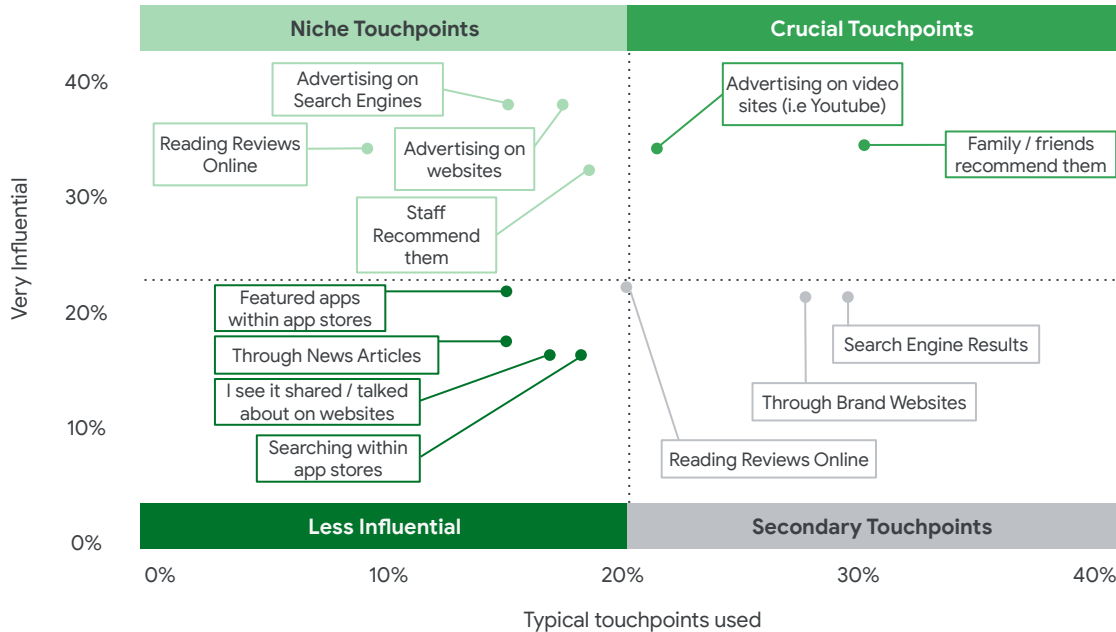 Niche Touchpoints
Crucial Touchpoints
40%
30%
20%
10%
0%
Very Influential
Advertising on
Search Engines
Reading Reviews
Online
Advertising on
websites
Staff
Recommend
them
Advertising on video
sites (i.e Youtube)
Family / friends
recommend them
Featured apps
within app stores
Through News Articles
I see it shared / talked
about on websites
Searching within
app stores
Search Engine Results
Through Brand Websites
Reading Reviews Online
Less Influential
Secondary Touchpoints
0%
10%
20%
30%
40%
Typical touchpoints used